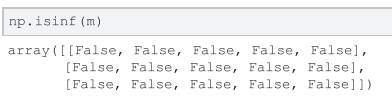 np.isinf(m)
array([[False, False, False, False, False],
       [False, False, False, False, False],
       [False, False, False, False, False]])